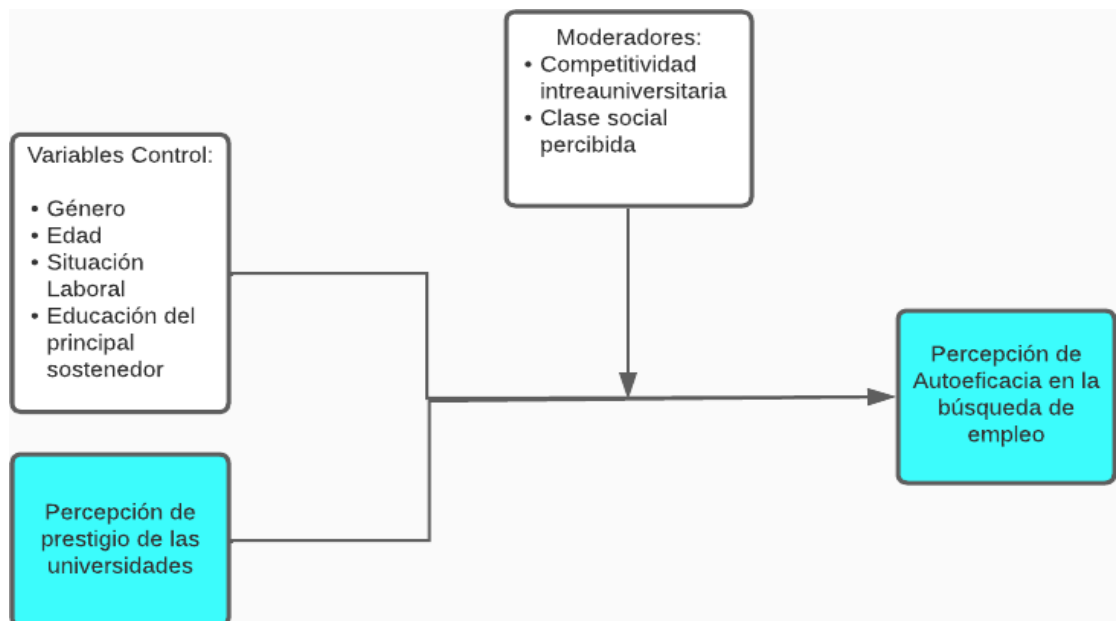 Moderadores:
• Competitividad
intreauniversitaria
• Clase social
percibida
Variables Control:
• Género
• Edad
• Situación
Laboral
• Educación del
principal
sostenedor
Percepción de
Autoeficacia en la
búsqueda de
empleo
Percepción de
prestigio de las
universidades